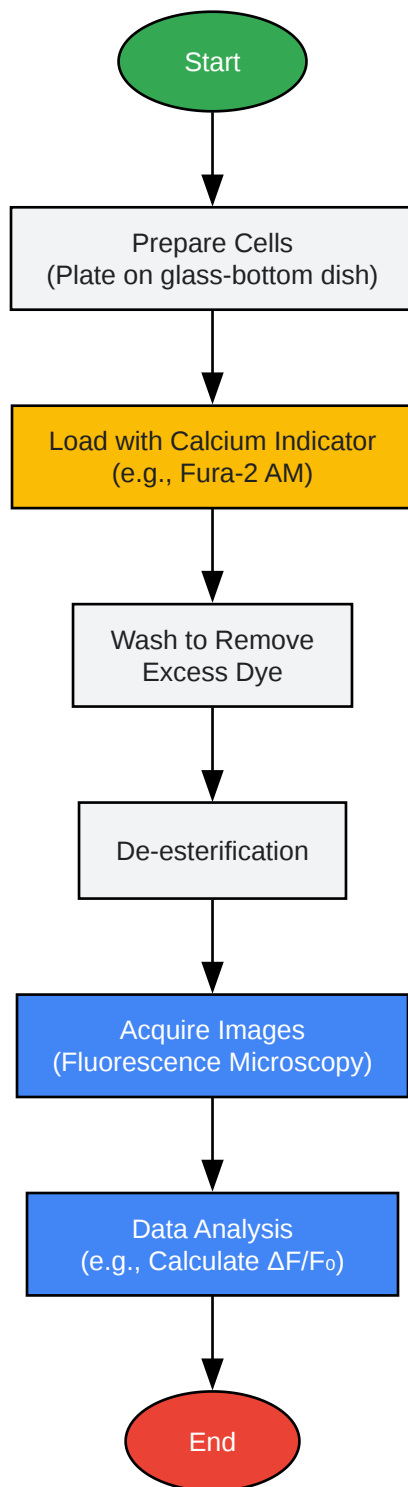 Start
Prepare Cells
(Plate on glass-bottom dish)
Load with Calcium Indicator
(e.g., Fura-2 AM)
Wash to Remove
Excess Dye
De-esterification
Acquire Images
(Fluorescence Microscopy)
Data Analysis
(e.g., Calculate ΔF/F₀)
End